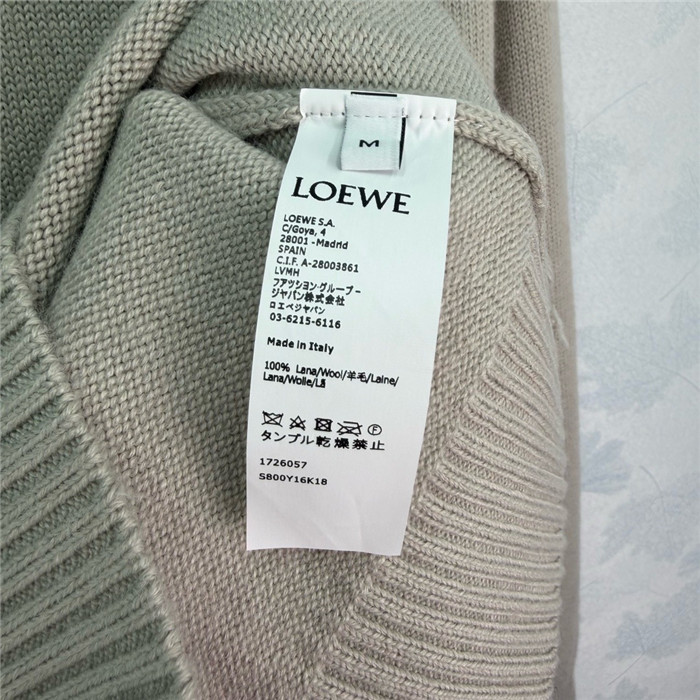 M
LOEWE
LOEWE S.A.
C/Goya, 4
28001 -Madrid
SPAIN
C.I.F. A-28003861
LVMH
ファッショングループー
ジャパン株式会社
ロエベジャパン
03-6215-6116
Made in Italy
100% Lana/Wool/羊毛/Laine/
Lana/Wolle/Lã
F
タンブル乾燥禁止
1726057
S800Y16K18